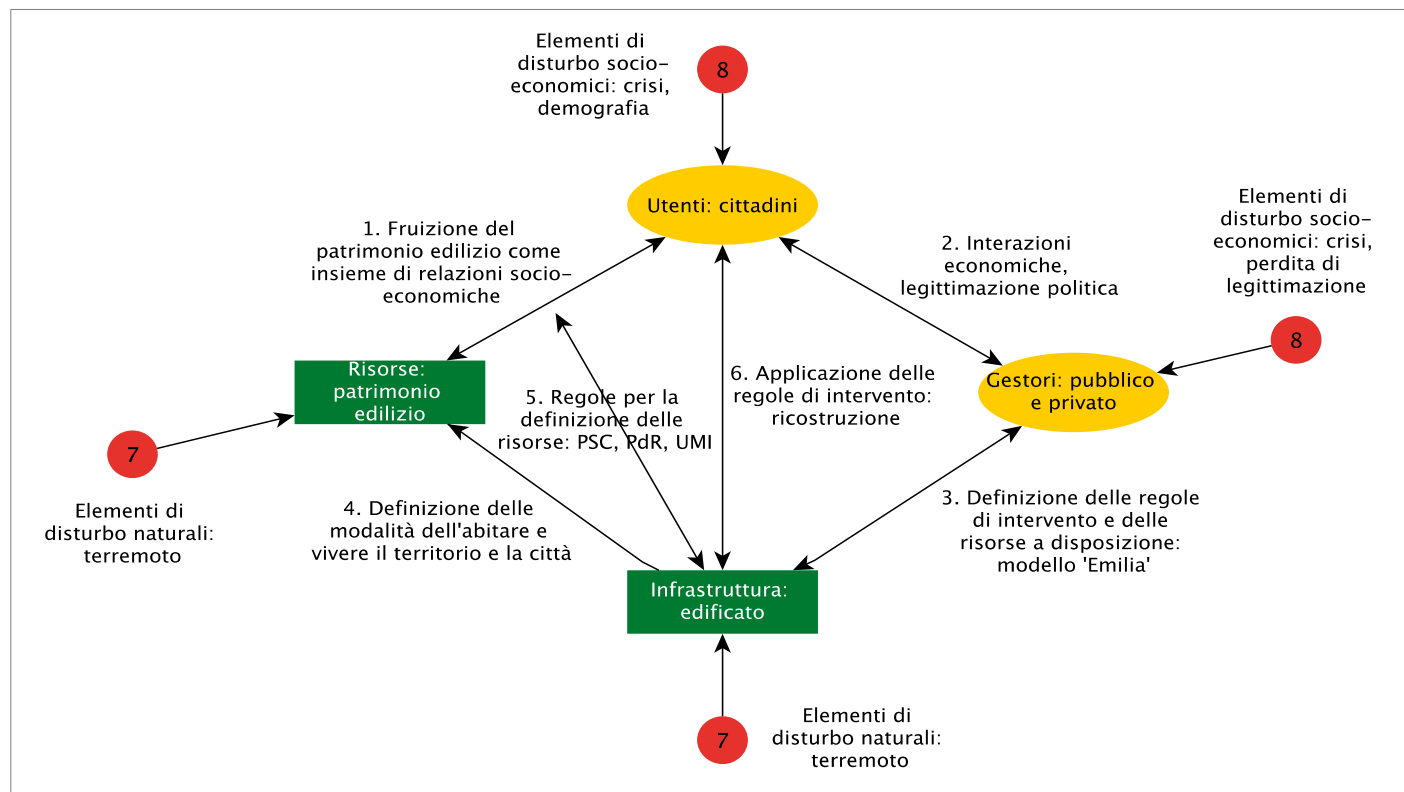 Elementi di
disturbo socio-
economici: crisi,
demografia
8
Utenti: cittadini
Elementi di
disturbo socio-
economici: crisi,
perdita di
legittimazione
8
1. Fruizione del
patrimonio edilizio come
insieme di relazioni socio-
economiche
2. Interazioni
economiche,
legittimazione politica
Risorse:
patrimonio
edilizio
5. Regole per la
definizione delle
risorse: PSC, PdR, UMI
6. Applicazione delle
regole di intervento:
ricostruzione
Gestori: pubblico
e privato
7
Elementi di
disturbo naturali:
terremoto
4. Definizione delle
modalità dell'abitare e
vivere il territorio e la città
3. Definizione delle regole
di intervento e delle
risorse a disposizione:
modello 'Emilia'
Infrastruttura:
edificato
7
Elementi di
disturbo naturali:
terremoto